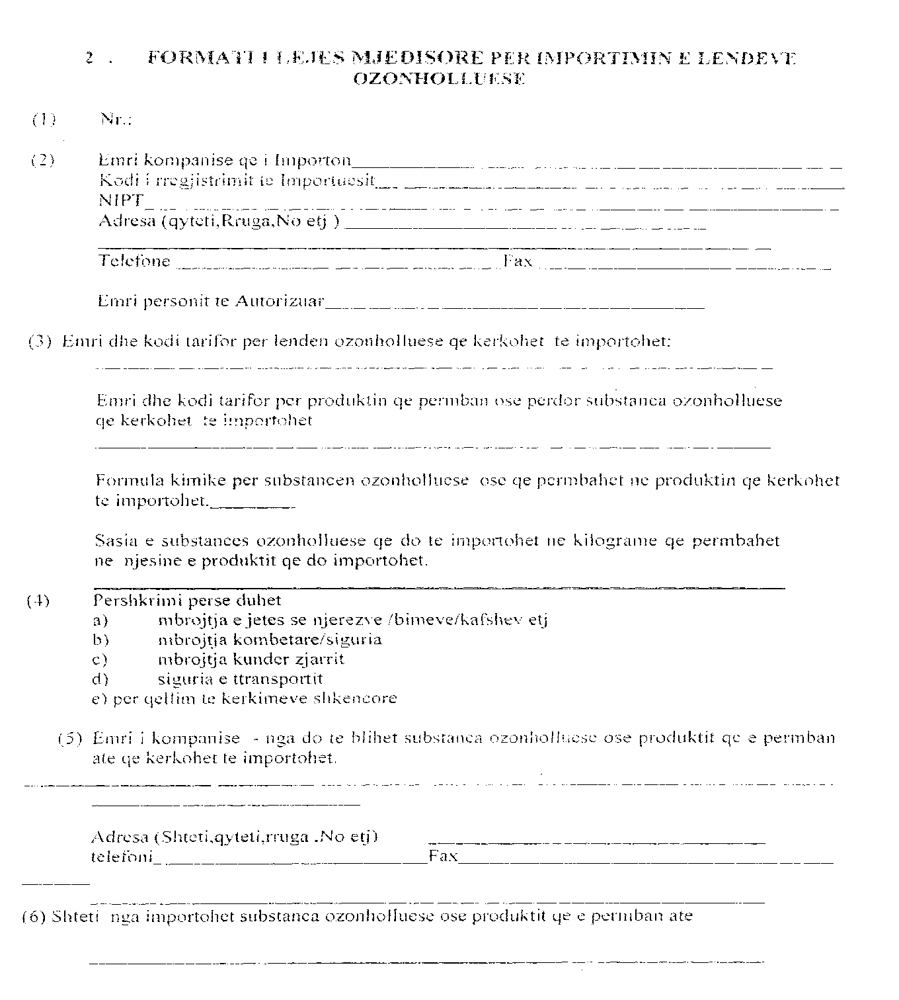 2 . FORMATI I LEJES MJEDISORE PER IMPORTIMIN E LENDEVE
OZONHOLLUESE
(1) Nr.:
(2) Emri kompanise qe i Importon
Kodi i rregjistrimit te Importuesit
NIPT
Adresa (qyteti,Rruga,No etj )
Telefone Fax
Emri personit te Autorizuar
(3) Emri dhe kodi tarifor per lenden ozonholluese qe kerkohet te importohet:
Emri dhe kodi tarifor per produktin qe permban ose perdor substanca ozonholluese
qe kerkohet te importohet
Formula kimike per substancen ozonholluese ose qe permbahet ne produktin qe kerkohet
te importohet.
Sasia e substances ozonholluese qe do te importohet ne kilograme qe permbahet
ne njesine e produktit qe do importohet.
(4) Pershkrimi perse duhet
a) mbrojtja e jetes se njerezve /bimeve/kafshev etj
b) mbrojtja kombetare/siguria
c) mbrojtja kunder zjarrit
d) siguria e ttransportit
e) per qellim te kerkimeve shkencore
(5) Emri i kompanise - nga do te blihet substanca ozonholluese ose produktit qe e permban
ate qe kerkohet te importohet.
Adresa (Shteti,qyteti,rruga .No etj)
telefoni Fax
(6) Shteti nga importohet substanca ozonholluese ose produktit qe e permban ate